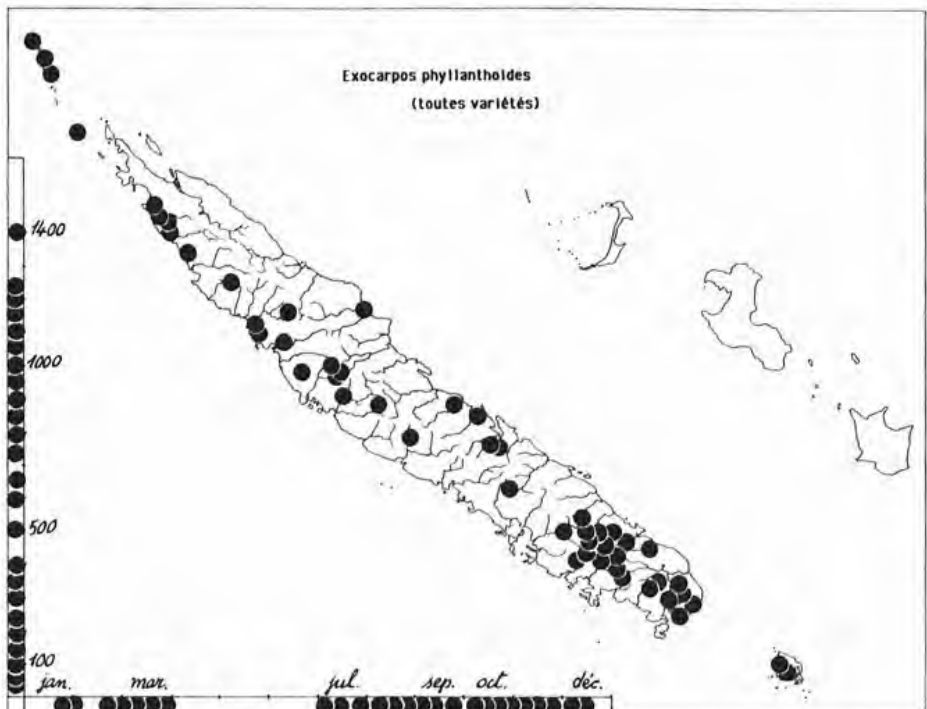 Exocarpos phyllanthoides
(toutes variétés)
1400
1000
500
100
jan. mar. jul. sep. oct. déc.